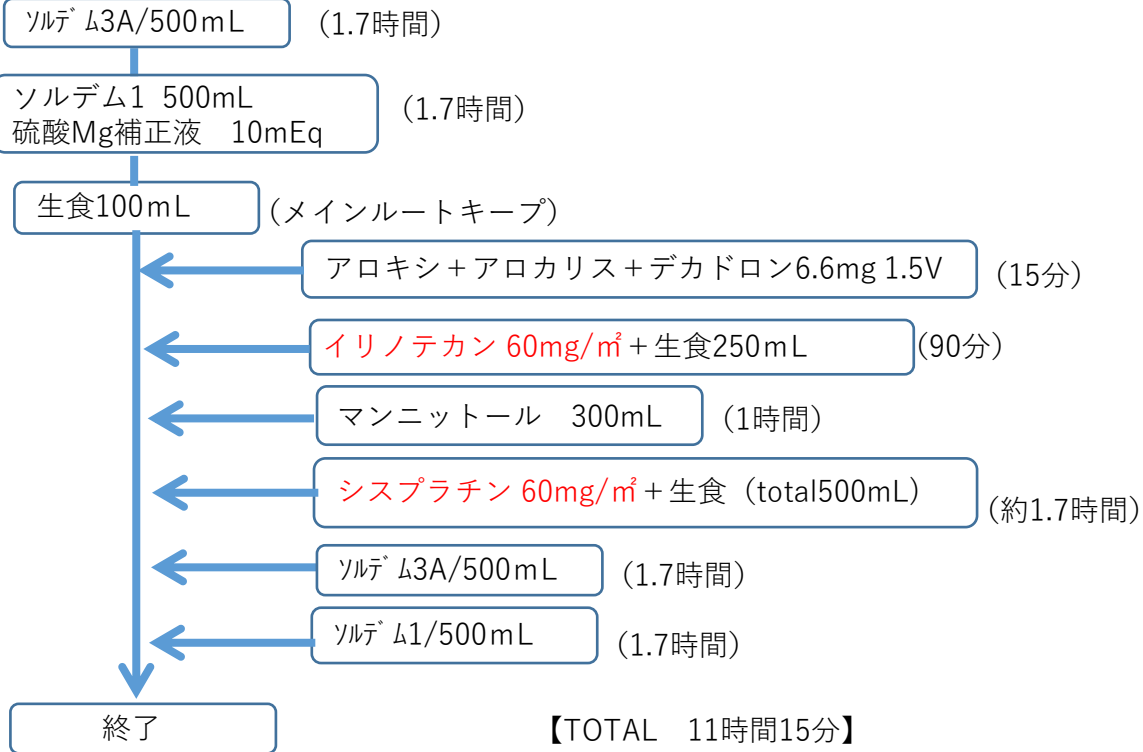 ｿﾙﾃﾞﾑ3A/500ｍL
(1.7時間)
ソルデム1 500mL
硫酸Mg補正液　10mEq
(1.7時間)
生食100ｍL
(メインルートキープ)
アロキシ＋アロカリス＋デカドロン6.6mg 1.5V
(15分)
イリノテカン 60mg/㎡＋生食250ｍL
(90分)
マンニットール　300mL
(1時間)
シスプラチン 60mg/㎡＋生食（total500mL）
(約1.7時間)
ｿﾙﾃﾞﾑ3A/500ｍL
(1.7時間)
ｿﾙﾃﾞﾑ1/500ｍL
(1.7時間)
終了
【TOTAL　11時間15分】